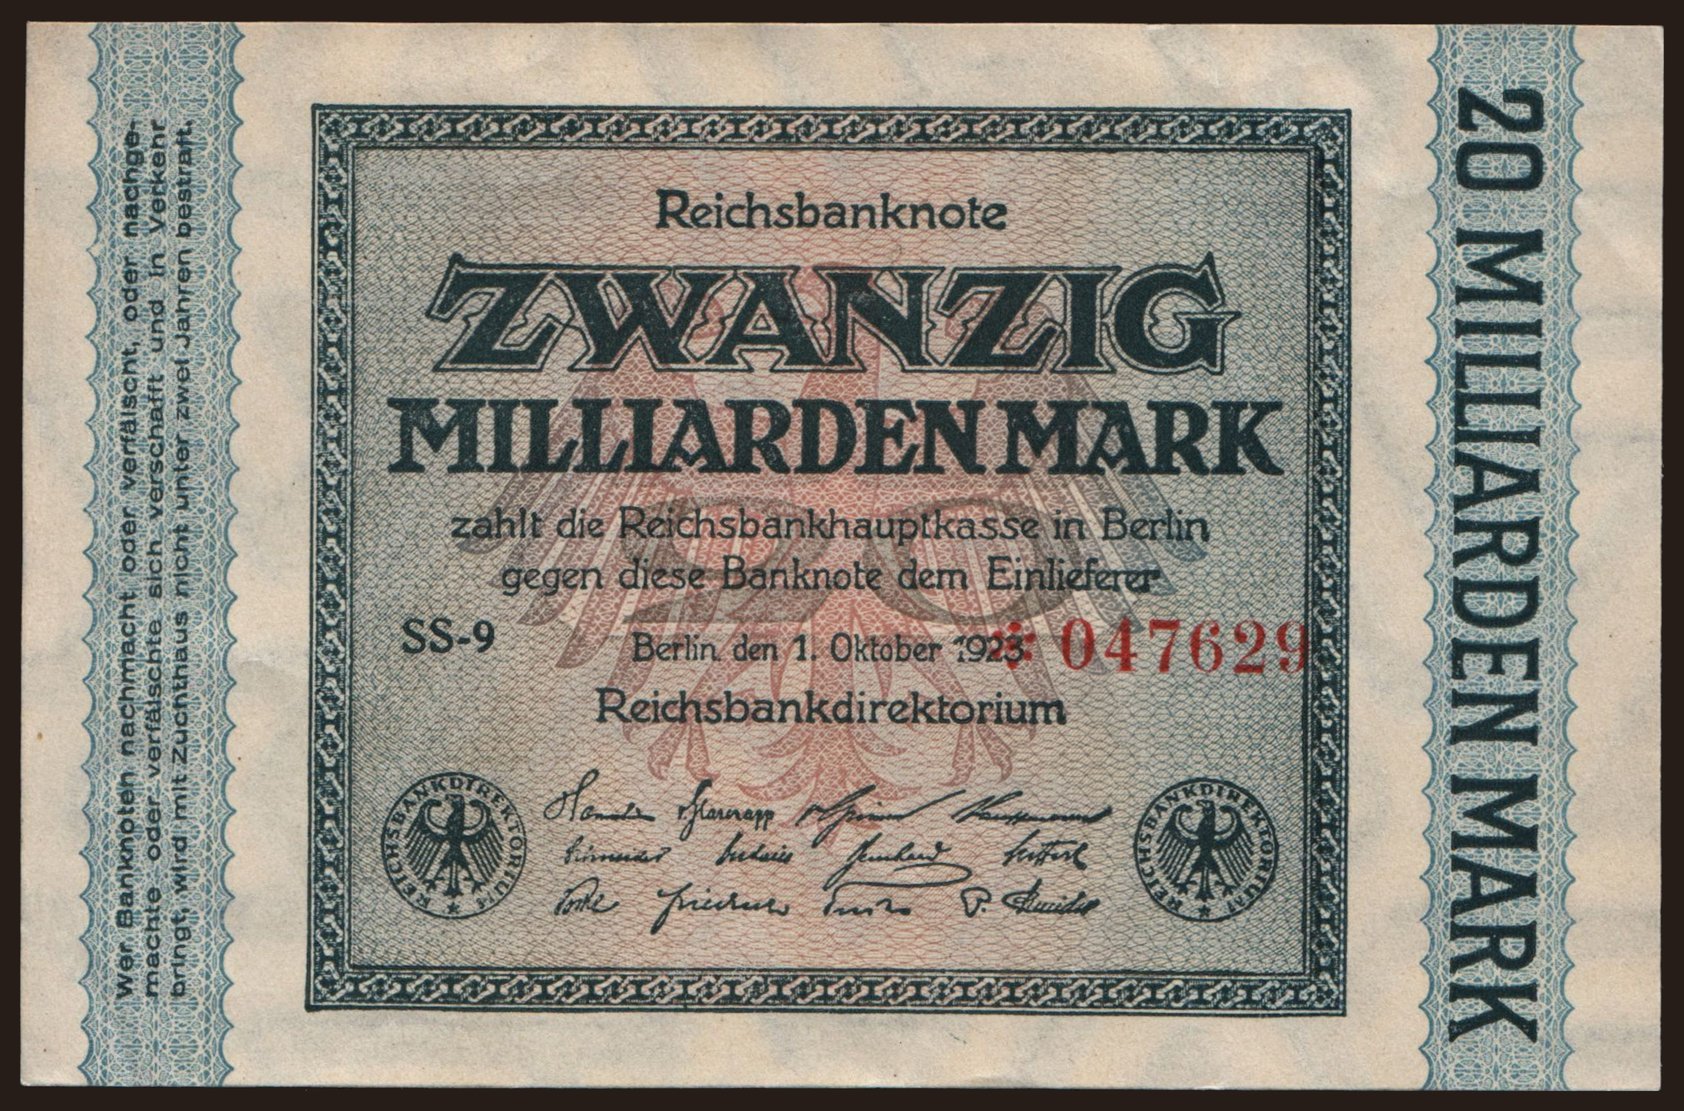 Wer Banknoten nachmacht oder verfälscht, oder nachge-
machte oder verfälschte sich verschafft und in Verkehr
bringt, wird mit Zuchthaus nicht unter zwei Jahren bestraft.
Reichsbanknote
ZWANZIG
MILLIARDEN MARK
20
zahlt die Reichsbankhauptkasse in Berlin
gegen diese Banknote dem Einlieferer
SS-9
Berlin, den 1. Oktober 1923
* 047629
Reichsbankdirektorium
REICHSBANKDIREKTORIUM
REICHSBANKDIREKTORIUM
20 MILLIARDEN MARK